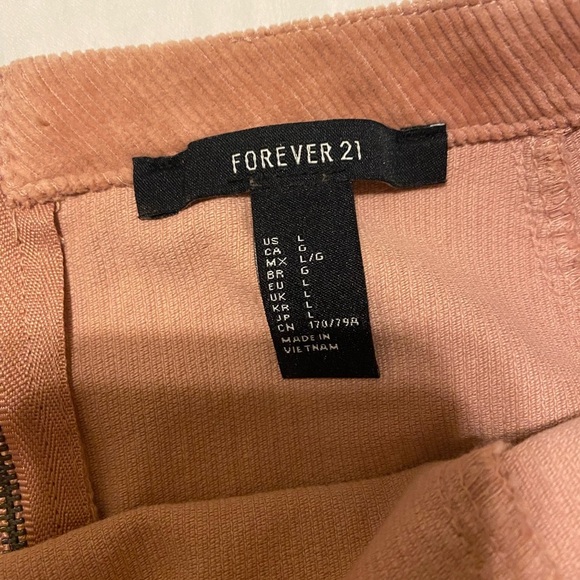 FOREVER 21
US L
CA G
MX L/G
BR G
EU L
UK L
KR L
JP L
CN 170/79A
MADE IN
VIETNAM